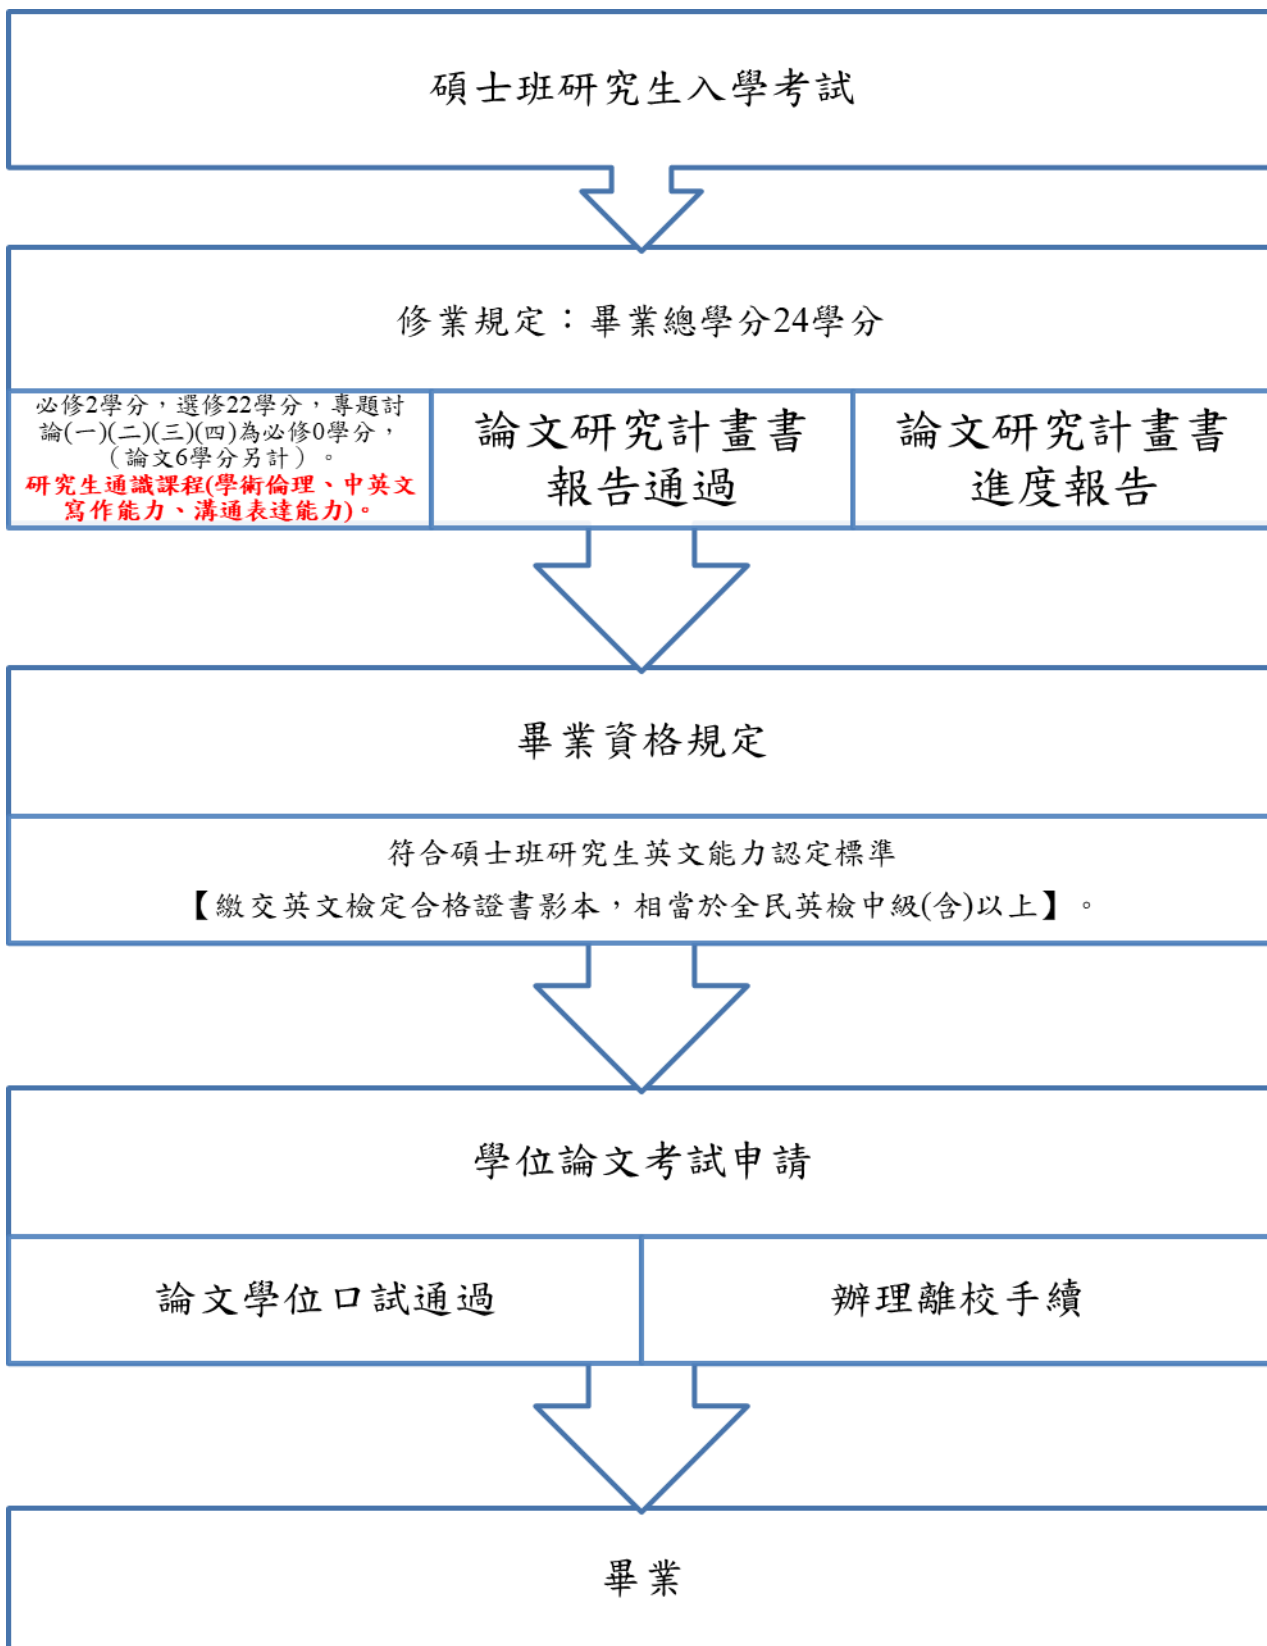 碩士班研究生入學考試
修業規定：畢業總學分24學分
必修2學分，選修22學分，專題討
論(一)(二)(三)(四)為必修0學分，
（論文6學分另計）。
研究生通識課程(學術倫理、中英文
寫作能力、溝通表達能力)。
論文研究計畫書
報告通過
論文研究計畫書
進度報告
畢業資格規定
符合碩士班研究生英文能力認定標準
【繳交英文檢定合格證書影本，相當於全民英檢中級(含)以上】。
學位論文考試申請
論文學位口試通過
辦理離校手續
畢業